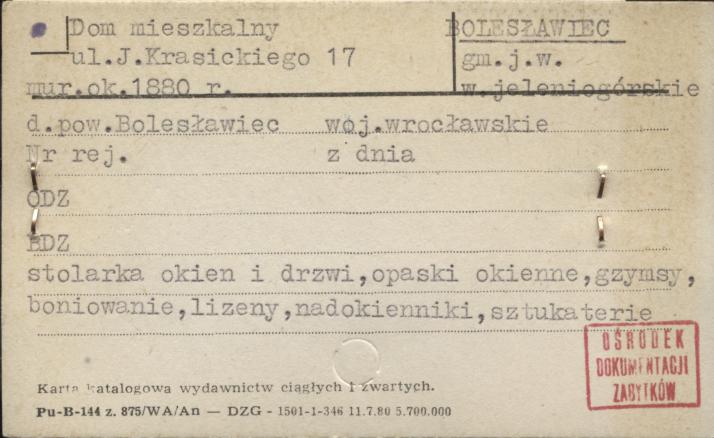 Dom mieszkalny BOLESŁAWIEC
ul.J.Krasickiego 17 gm.j.w.
mur.ok.1880 r. w.jeleniogórskie
d.pow.Bolesławiec woj.wrocławskie
Nr rej. z dnia
ODZ
BDZ
stolarka okien i drzwi,opaski okienne,gzymsy,
boniowanie,lizeny,nadokienniki,sztukaterie
OŚRODEK
DOKUMENTACJI
ZABYTKÓW
Karta katalogowa wydawnictw ciągłych i zwartych.
Pu-B-144 z. 875/WA/An — DZG - 1501-1-346 11.7.80 5.700.000